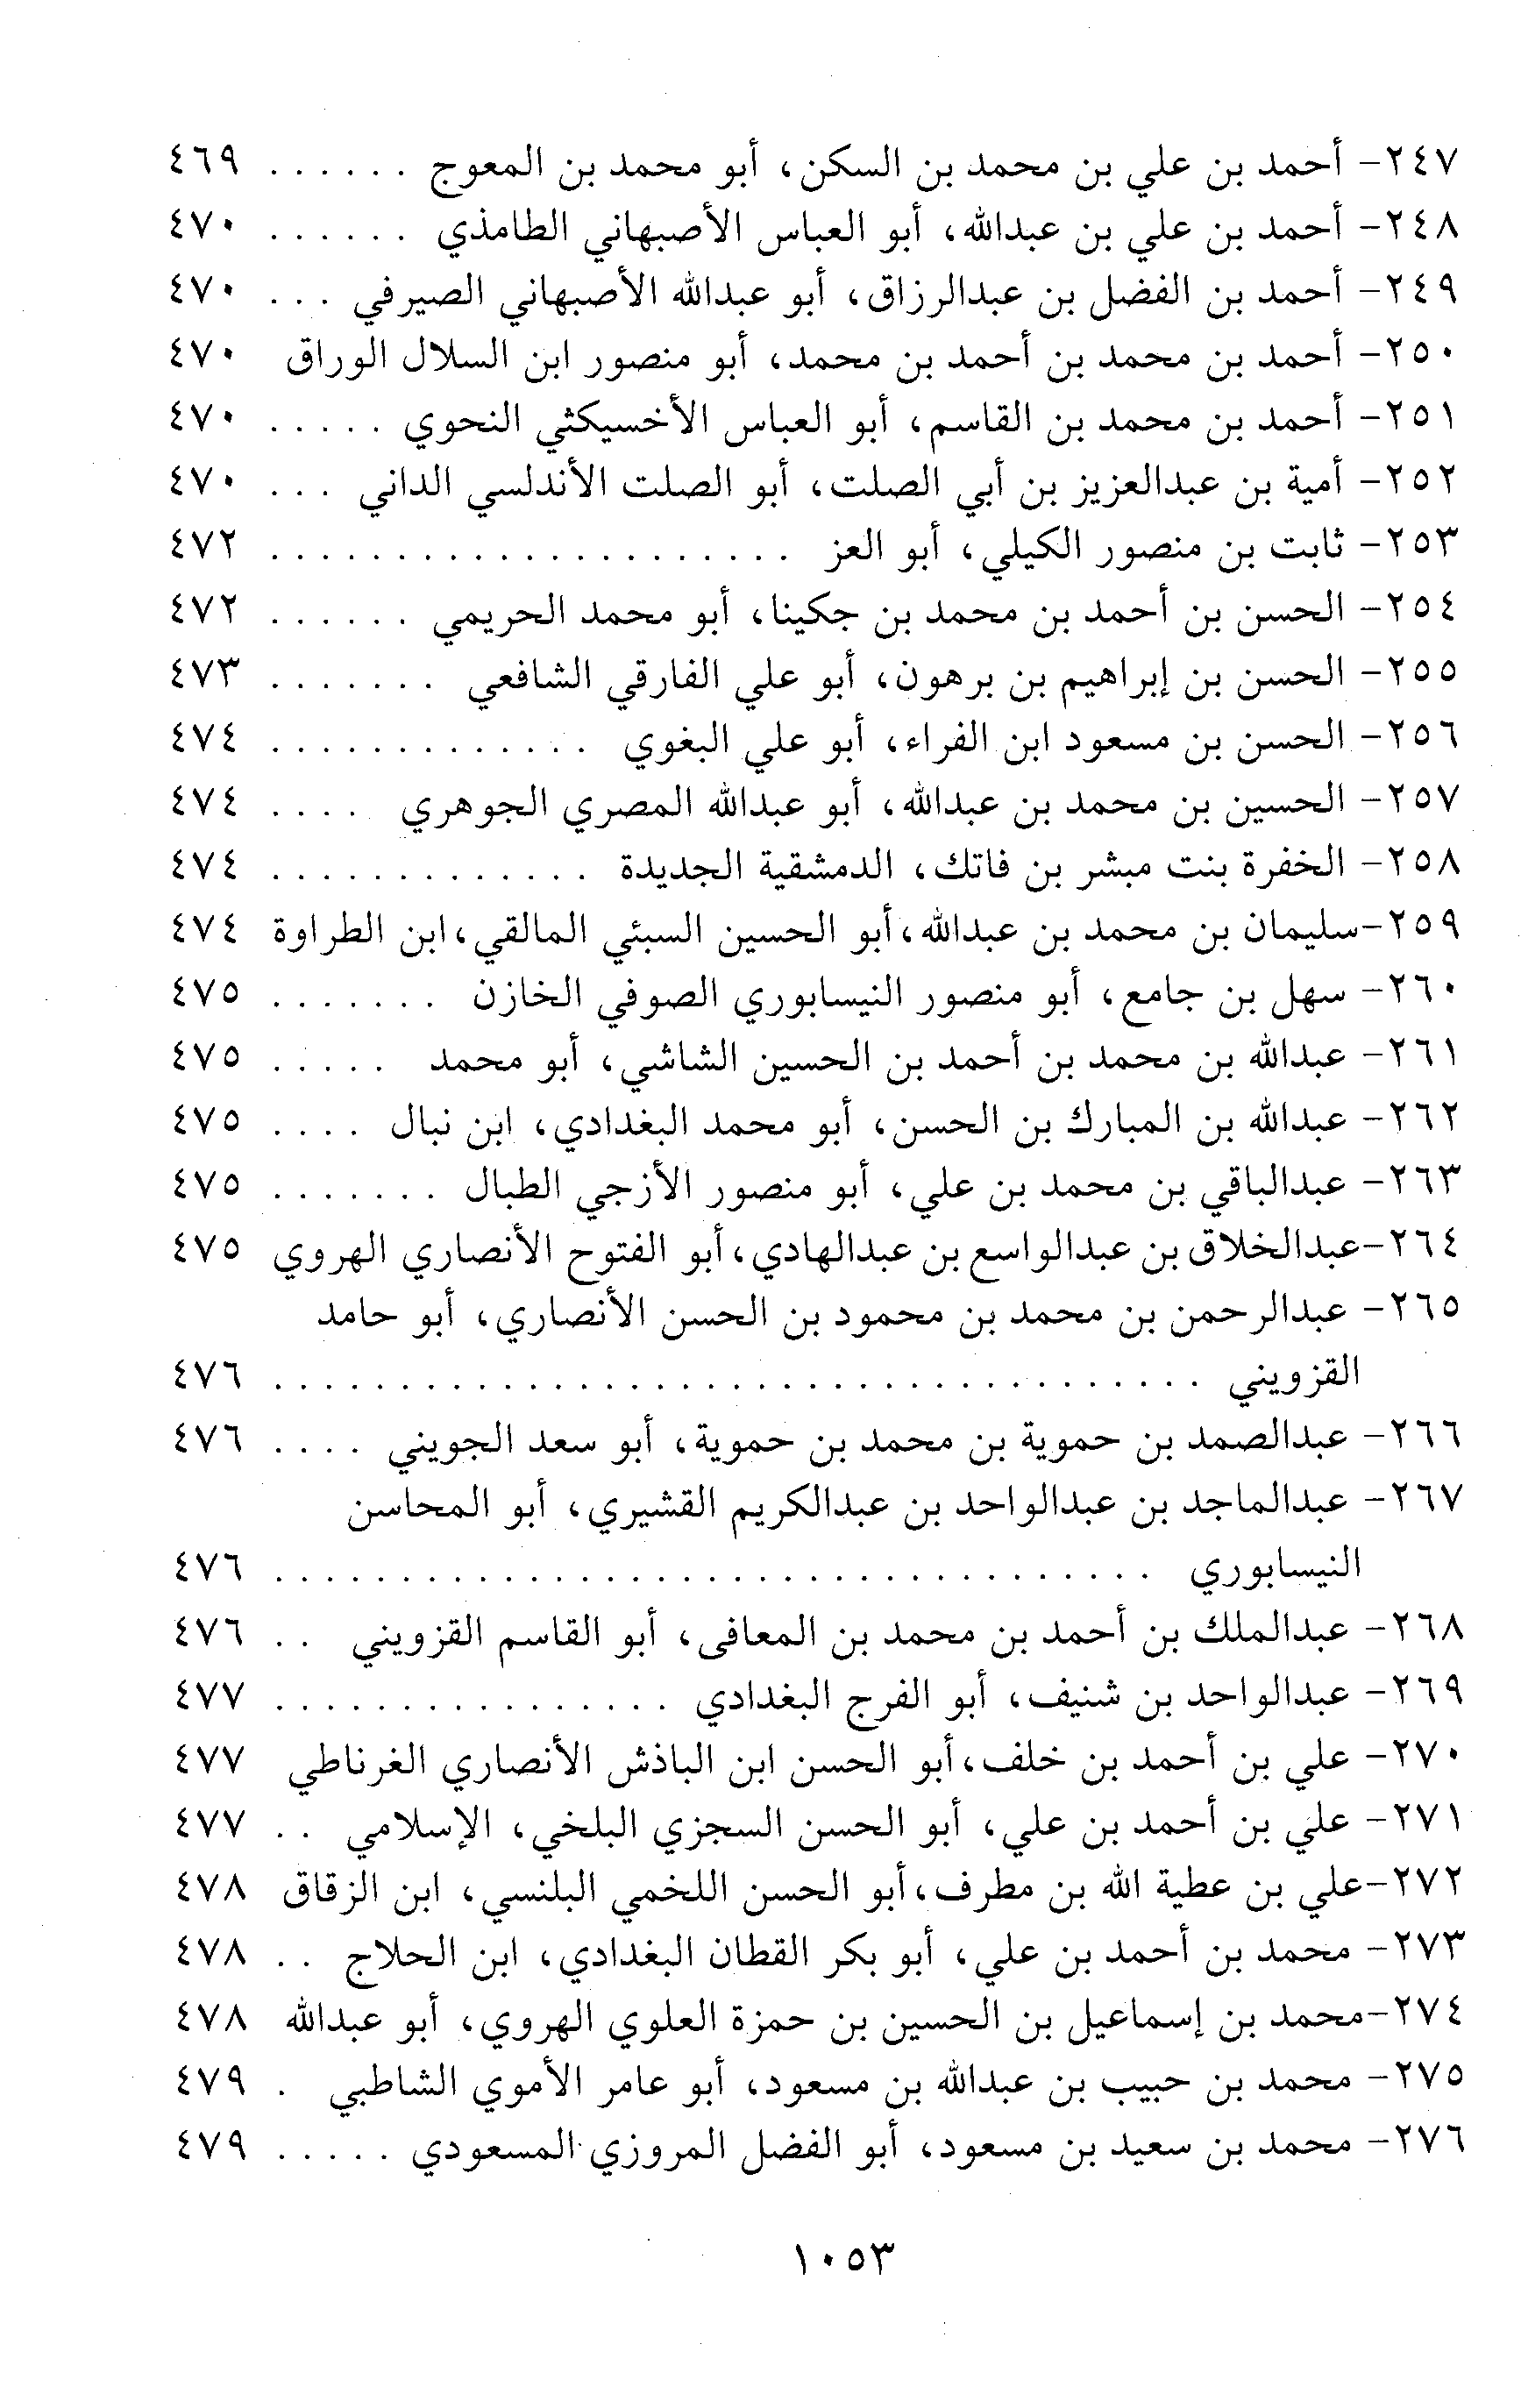 ٢٤٧- أحمد بن علي بن محمد بن السكن، أبو محمد بن المعوج . . . . . . ٤٦٩
٢٤٨- أحمد بن علي بن عبدالله، أبو العباس الأصبهاني الطامذي . . . . . . ٤٧٠
٢٤٩- أحمد بن الفضل بن عبدالرزاق، أبو عبدالله الأصبهاني الصيرفي . . . ٤٧٠
٢٥٠- أحمد بن محمد بن أحمد بن محمد، أبو منصور ابن السلال الوراق ٤٧٠
٢٥١- أحمد بن محمد بن القاسم، أبو العباس الأخسيكثي النحوي . . . . . ٤٧٠
٢٥٢- أمية بن عبدالعزيز بن أبي الصلت، أبو الصلت الأندلسي الداني . . . ٤٧٠
٢٥٣- ثابت بن منصور الكيلي، أبو العز . . . . . . . . . . . . . . . . . . . . . ٤٧٢
٢٥٤- الحسن بن أحمد بن محمد بن جكينا، أبو محمد الحريمي . . . . . . ٤٧٢
٢٥٥- الحسن بن إبراهيم بن برهون، أبو علي الفارقي الشافعي . . . . . . . ٤٧٣
٢٥٦- الحسن بن مسعود ابن الفراء، أبو علي البغوي . . . . . . . . . . . . . ٤٧٤
٢٥٧- الحسين بن محمد بن عبدالله، أبو عبدالله المصري الجوهري . . . . ٤٧٤
٢٥٨- الخفرة بنت مبشر بن فاتك، الدمشقية الجديدة . . . . . . . . . . . . . ٤٧٤
٢٥٩-سليمان بن محمد بن عبدالله،أبو الحسين السبئي المالقي،ابن الطراوة ٤٧٤
٢٦٠- سهل بن جامع، أبو منصور النيسابوري الصوفي الخازن . . . . . . . ٤٧٥
٢٦١- عبدالله بن محمد بن أحمد بن الحسين الشاشي، أبو محمد . . . . . ٤٧٥
٢٦٢- عبدالله بن المبارك بن الحسن، أبو محمد البغدادي، ابن نبال . . . . ٤٧٥
٢٦٣- عبدالباقي بن محمد بن علي، أبو منصور الأزجي الطبال . . . . . . . ٤٧٥
٢٦٤-عبدالخلاق بن عبدالواسع بن عبدالهادي،أبو الفتوح الأنصاري الهروي ٤٧٥
٢٦٥- عبدالرحمن بن محمد بن محمود بن الحسن الأنصاري، أبو حامد
القزويني . . . . . . . . . . . . . . . . . . . . . . . . . . . . . . . . . . . . . ٤٧٦
٢٦٦- عبدالصمد بن حموية بن محمد بن حموية، أبو سعد الجويني . . . . ٤٧٦
٢٦٧- عبدالماجد بن عبدالواحد بن عبدالكريم القشيري، أبو المحاسن
النيسابوري . . . . . . . . . . . . . . . . . . . . . . . . . . . . . . . . . . . ٤٧٦
٢٦٨- عبدالملك بن أحمد بن محمد بن المعافى، أبو القاسم القزويني . . ٤٧٦
٢٦٩- عبدالواحد بن شنيف، أبو الفرج البغدادي . . . . . . . . . . . . . . . . ٤٧٧
٢٧٠- علي بن أحمد بن خلف،أبو الحسن ابن الباذش الأنصاري الغرناطي ٤٧٧
٢٧١- علي بن أحمد بن علي، أبو الحسن السجزي البلخي، الإسلامي . . ٤٧٧
٢٧٢-علي بن عطية الله بن مطرف،أبو الحسن اللخمي البلنسي، ابن الزقاق ٤٧٨
٢٧٣- محمد بن أحمد بن علي، أبو بكر القطان البغدادي، ابن الحلاج . . ٤٧٨
٢٧٤-محمد بن إسماعيل بن الحسين بن حمزة العلوي الهروي، أبو عبدالله ٤٧٨
٢٧٥- محمد بن حبيب بن عبدالله بن مسعود، أبو عامر الأموي الشاطبي . ٤٧٩
٢٧٦- محمد بن سعيد بن مسعود، أبو الفضل المروزي المسعودي . . . . . ٤٧٩
١٠٥٣